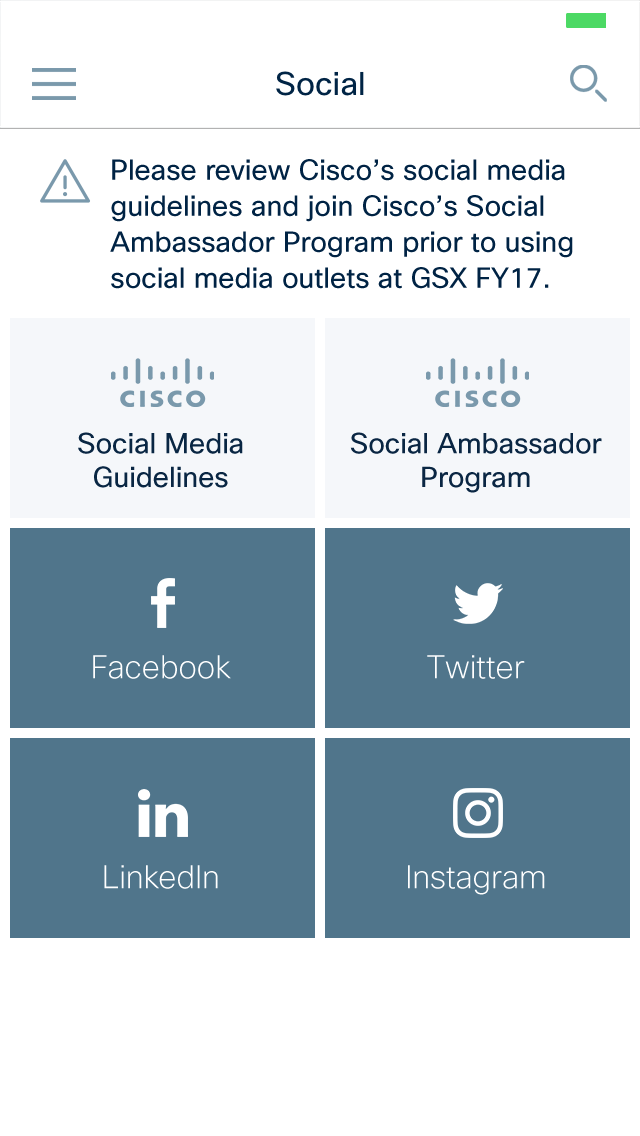 Social
Please review Cisco’s social media
guidelines and join Cisco’s Social
Ambassador Program prior to using
social media outlets at GSX FY17.
CISCO
Social Media
Guidelines
CISCO
Social Ambassador
Program
Facebook
Twitter
in
LinkedIn
Instagram